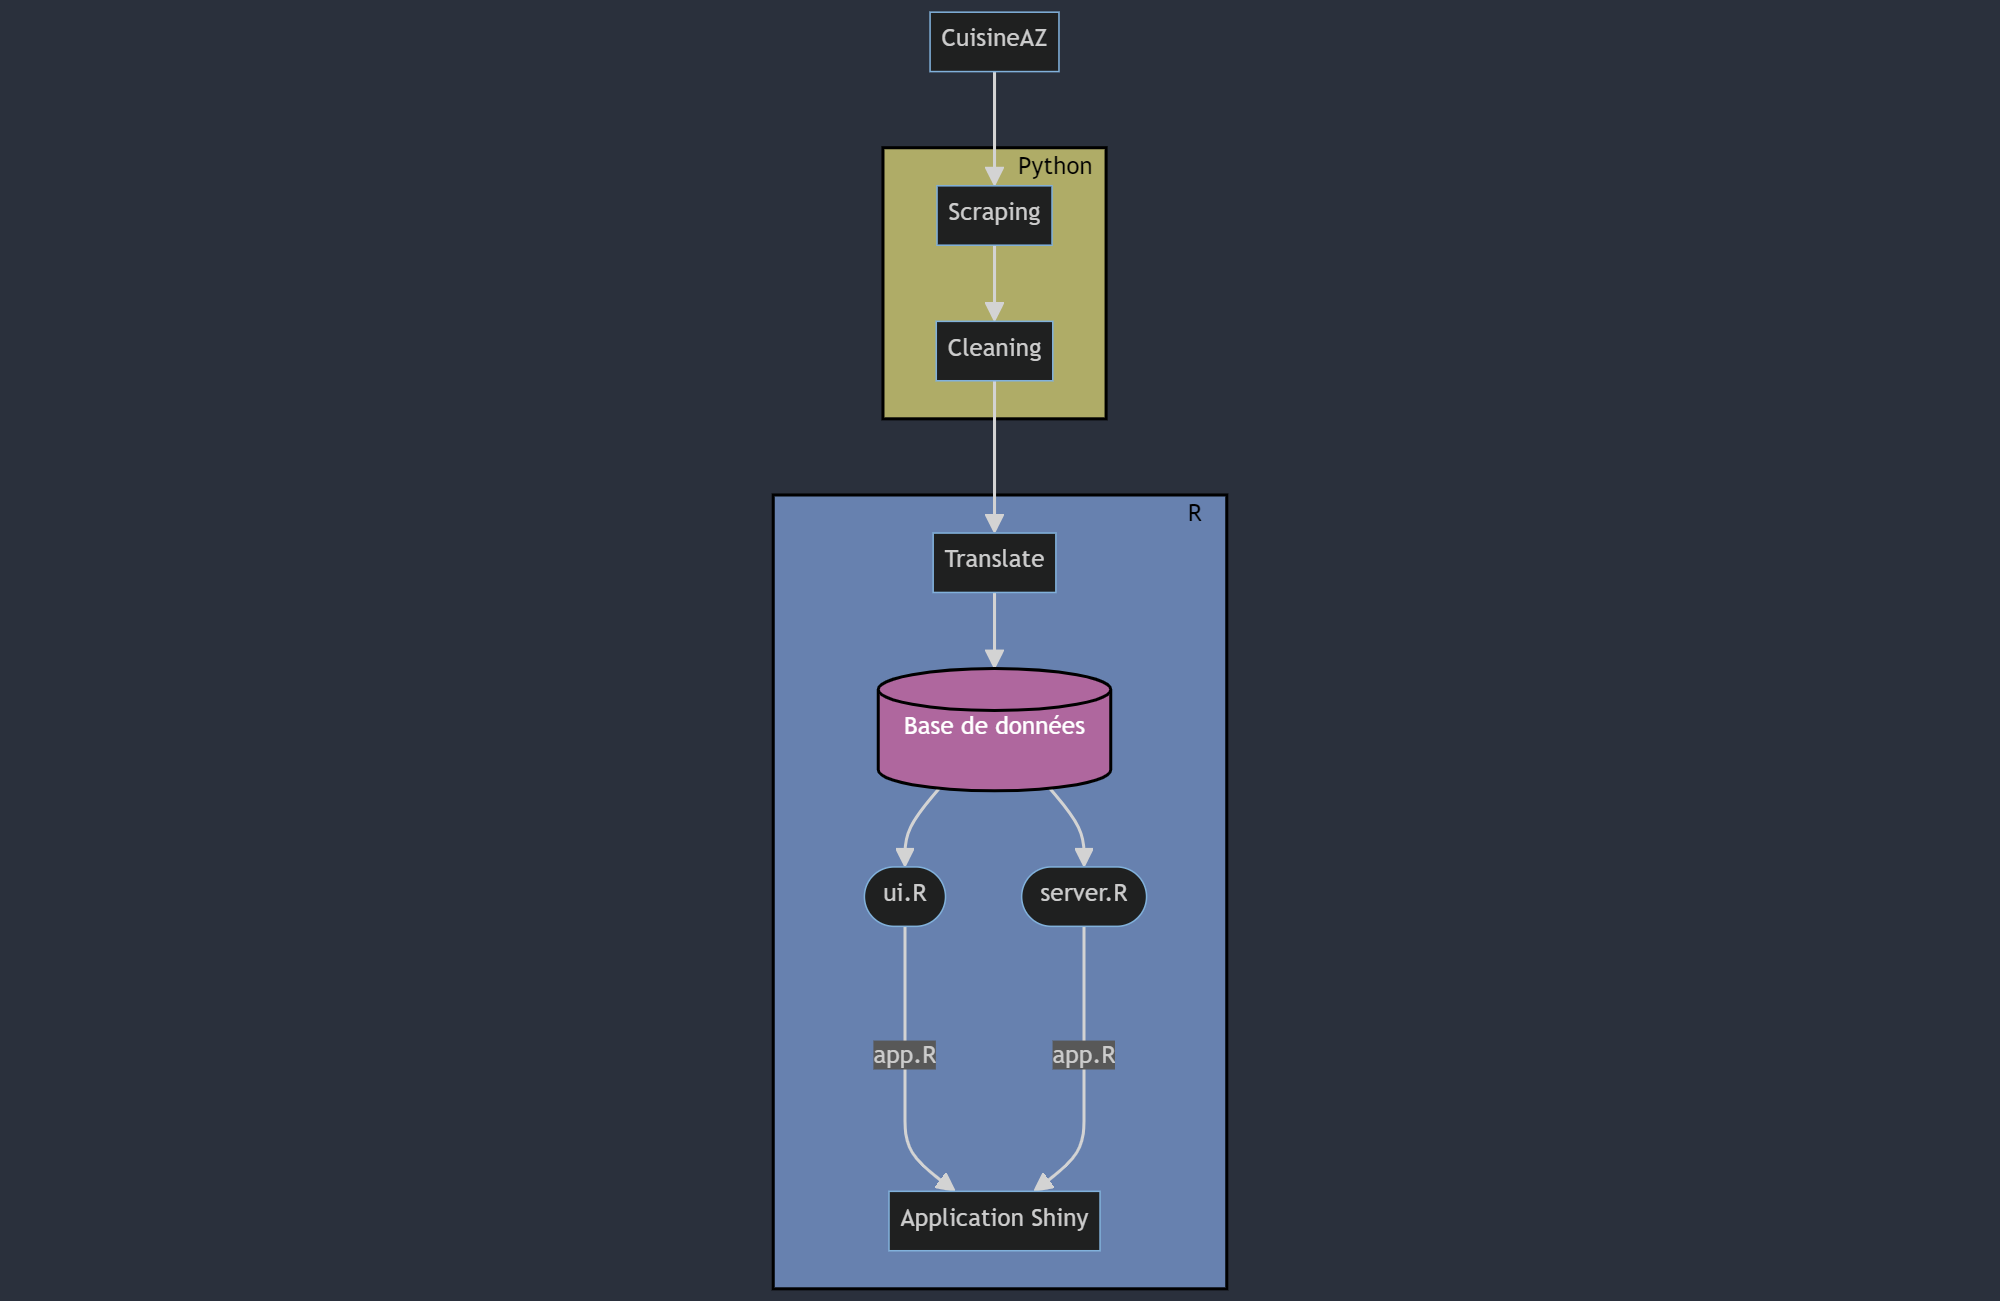 CuisineAZ
Python
Scraping
Cleaning
R
Translate
Base de données
ui.R
server.R
app.R
app.R
Application Shiny